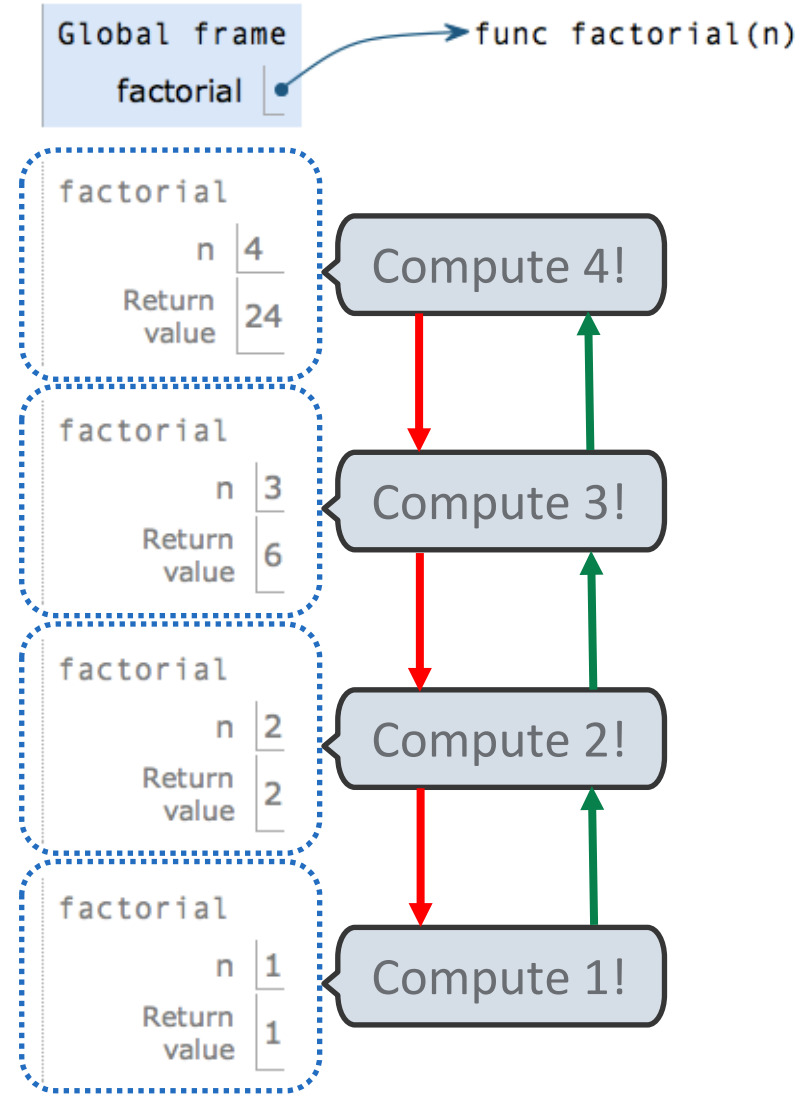 Global frame
func factorial(n)
factorial
factorial
n 4
Return
value 24
Compute 4!
factorial
n 3
Return
value 6
Compute 3!
factorial
n 2
Return
value 2
Compute 2!
factorial
n 1
Return
value 1
Compute 1!